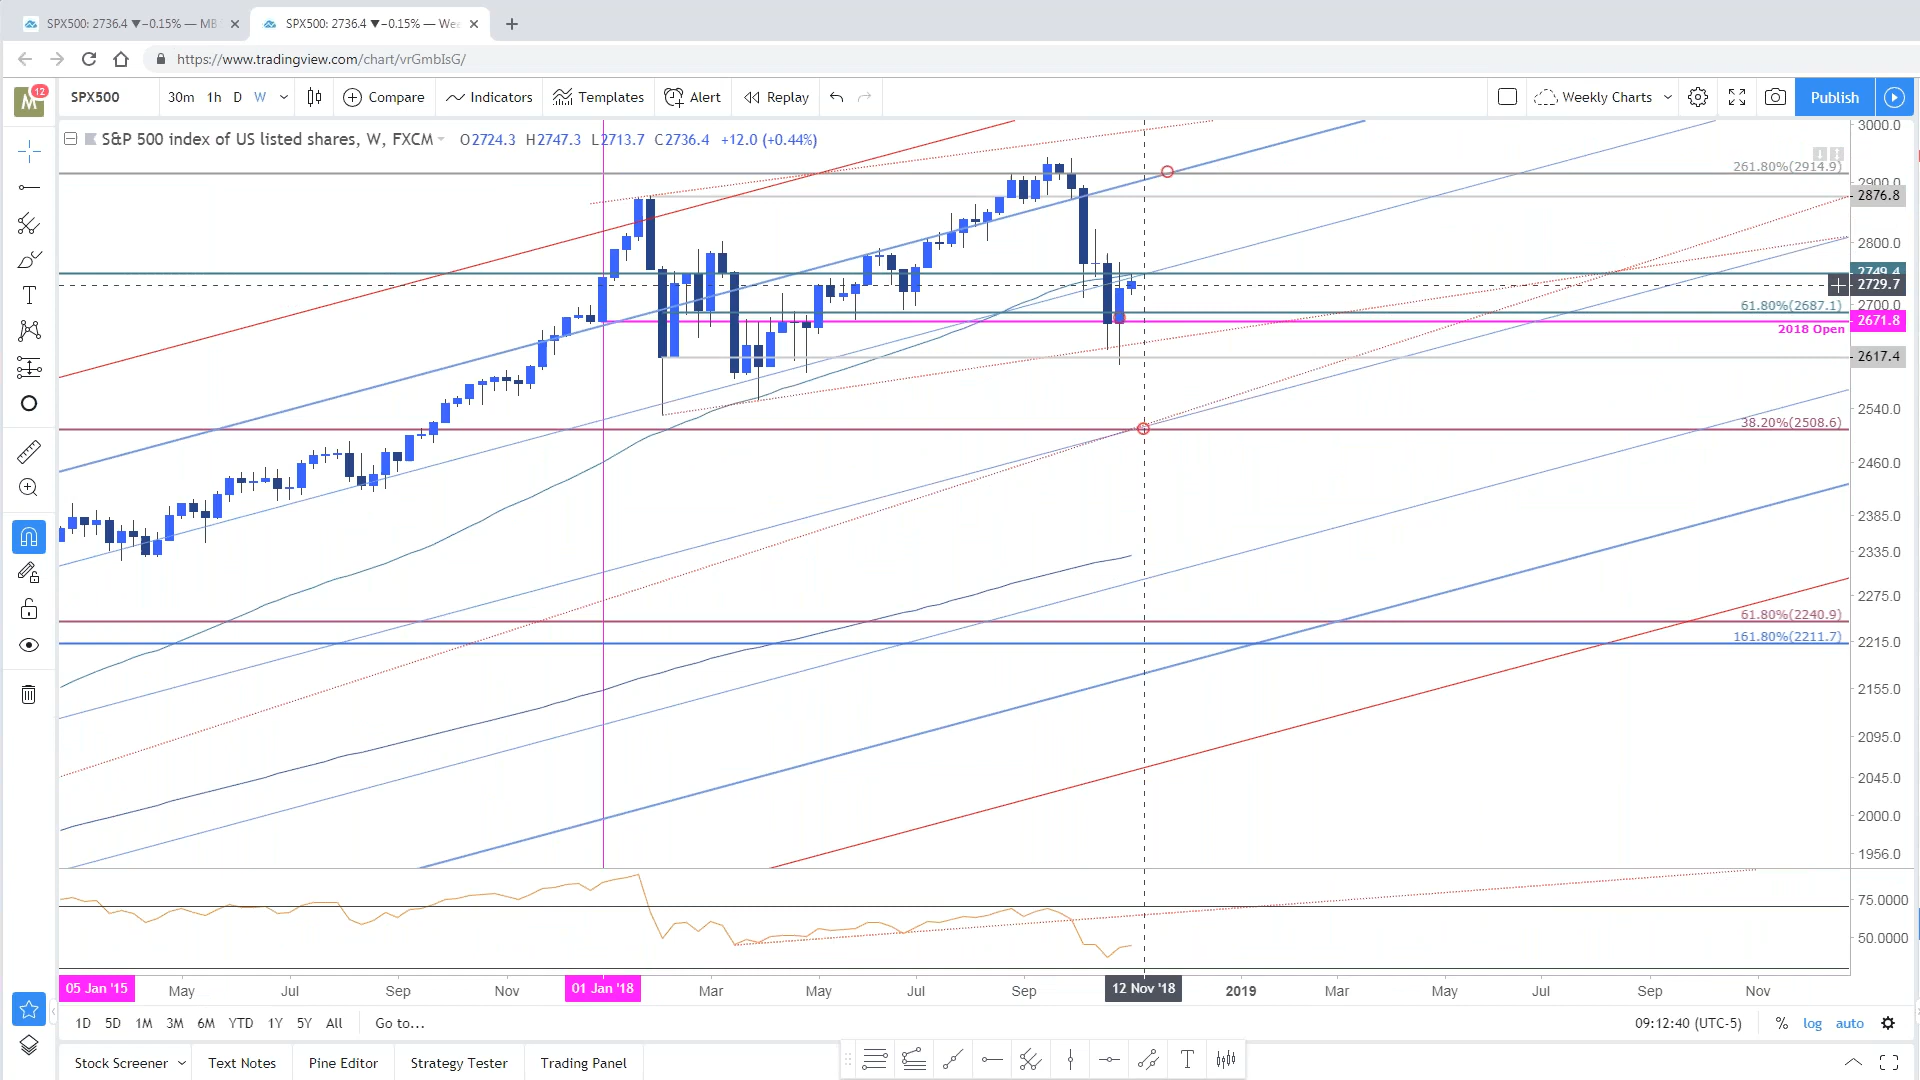 SPX500: 2736.4 ▼−0.15% — MB
SPX500: 2736.4 ▼−0.15% — Wee
https://www.tradingview.com/chart/vrGmbIsG/
M 12
SPX500 30m 1h D W Compare Indicators Templates Alert Replay Weekly Charts Publish
S&P 500 index of US listed shares, W, FXCM O2724.3 H2747.3 L2713.7 C2736.4 +12.0 (+0.44%)
3000.0
261.80%(2914.9)
2900.0
2876.8
2800.0
2749.4
2729.7
61.80%(2687.1)
2700.0
2671.8
2018 Open
2617.4
2540.0
38.20%(2508.6)
2460.0
2385.0
2335.0
2275.0
61.80%(2240.9)
161.80%(2211.7)
2215.0
2155.0
2095.0
2045.0
2000.0
1956.0
75.0000
50.0000
05 Jan '15 May Jul Sep Nov 01 Jan '18 Mar May Jul Sep 12 Nov '18 2019 Mar May Jul Sep Nov
1D 5D 1M 3M 6M YTD 1Y 5Y All Go to... 09:12:40 (UTC-5) % log auto
Stock Screener Text Notes Pine Editor Strategy Tester Trading Panel